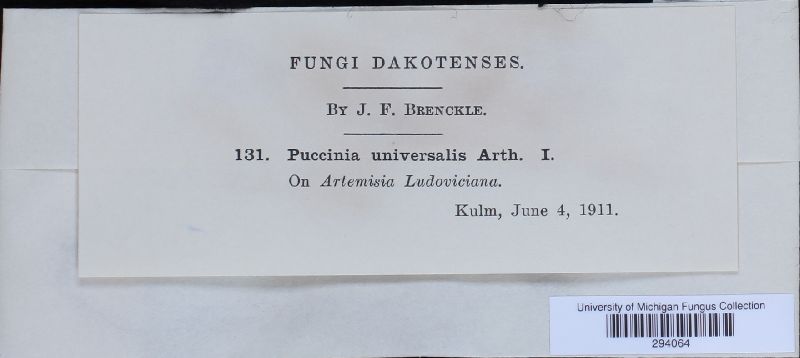 FUNGI DAKOTENSES.
BY J. F. BRENCKLE.
131. Puccinia universalis Arth. I.
On Artemisia Ludoviciana.
Kulm, June 4, 1911.
University of Michigan Fungus Collection
294064